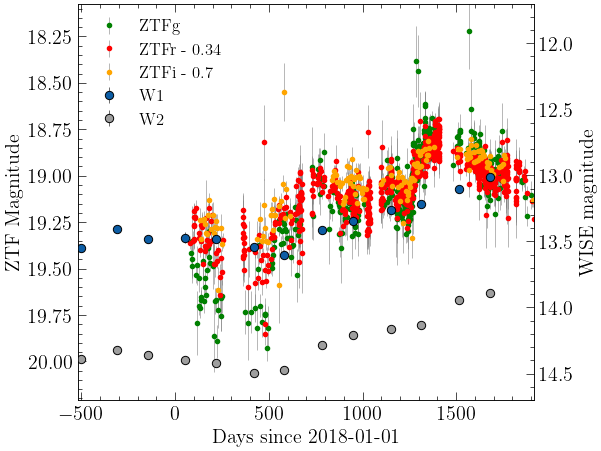 ZTFg
ZTFr - 0.34
ZTFi - 0.7
W1
W2
18.25
18.50
18.75
19.00
19.25
19.50
19.75
20.00
ZTF Magnitude
12.0
12.5
13.0
13.5
14.0
14.5
WISE magnitude
−500 0 500 1000 1500
Days since 2018-01-01